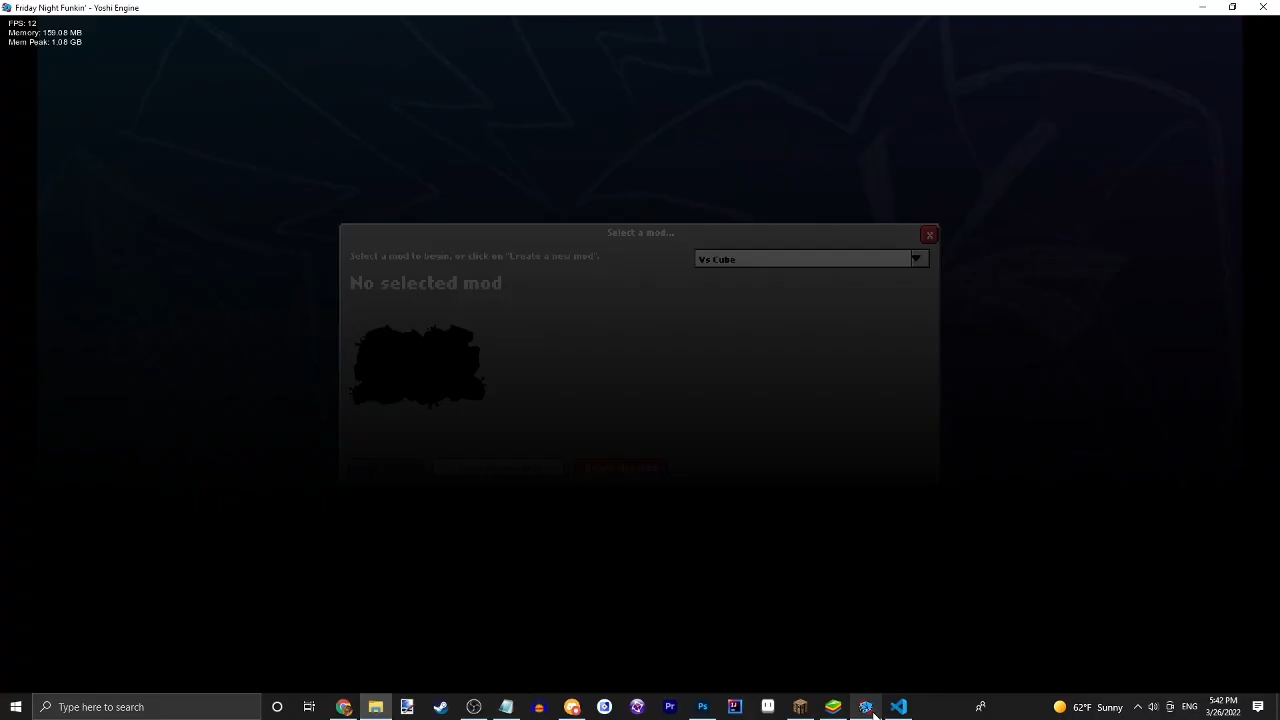 Friday Night Funkin' - Yoshi Engine
FPS: 12
Memory: 159.08 MB
Mem Peak: 1.08 GB
Select a mod...
Select a mod to begin, or click on "Create a new mod".
Vs Cube
No selected mod
Type here to search
Pr
Ps
62°F Sunny
ENG
5:42 PM
3/26/2022